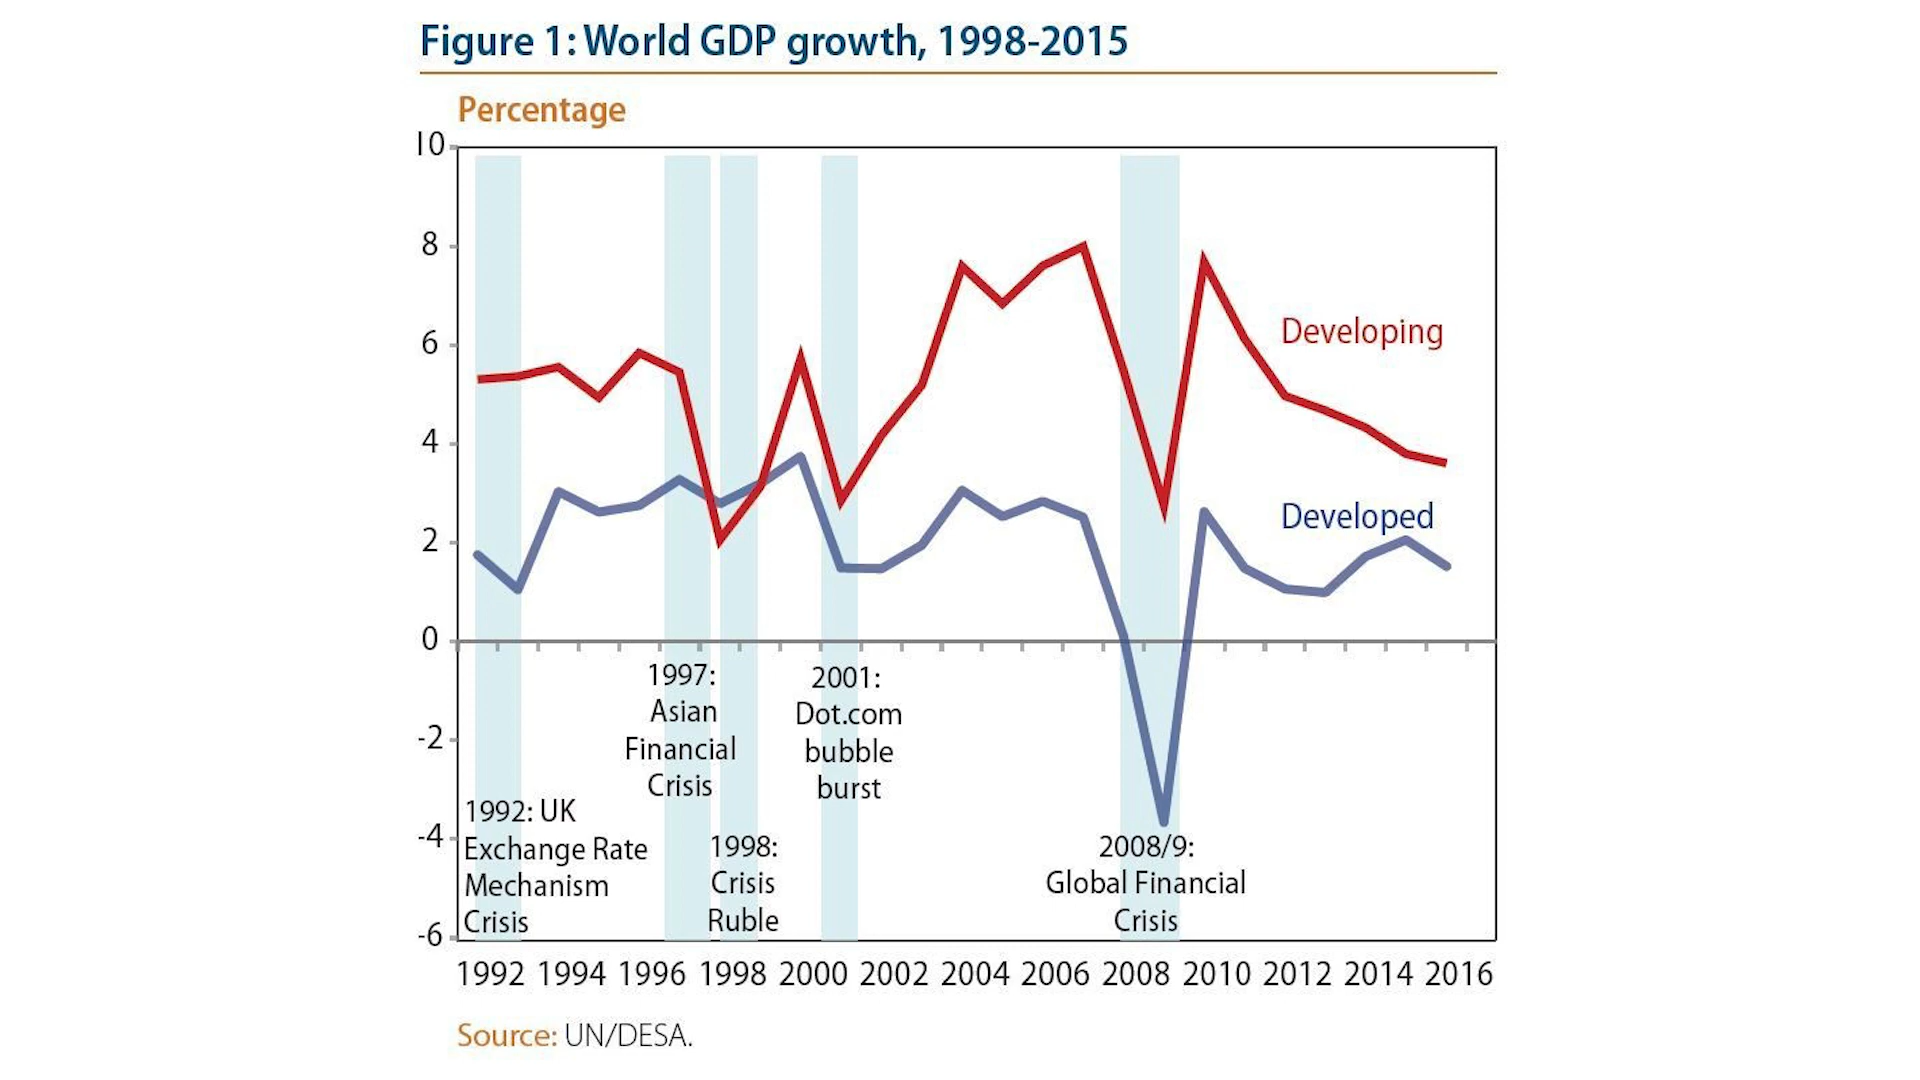 Figure 1: World GDP growth, 1998-2015
Percentage
10
8
6
4
2
0
-2
-4
-6
Developing
Developed
1997:
Asian
Financial
Crisis
2001:
Dot.com
bubble
burst
1992: UK
Exchange Rate
Mechanism
Crisis
1998:
Crisis
Ruble
2008/9:
Global Financial
Crisis
1992 1994 1996 1998 2000 2002 2004 2006 2008 2010 2012 2014 2016
Source: UN/DESA.